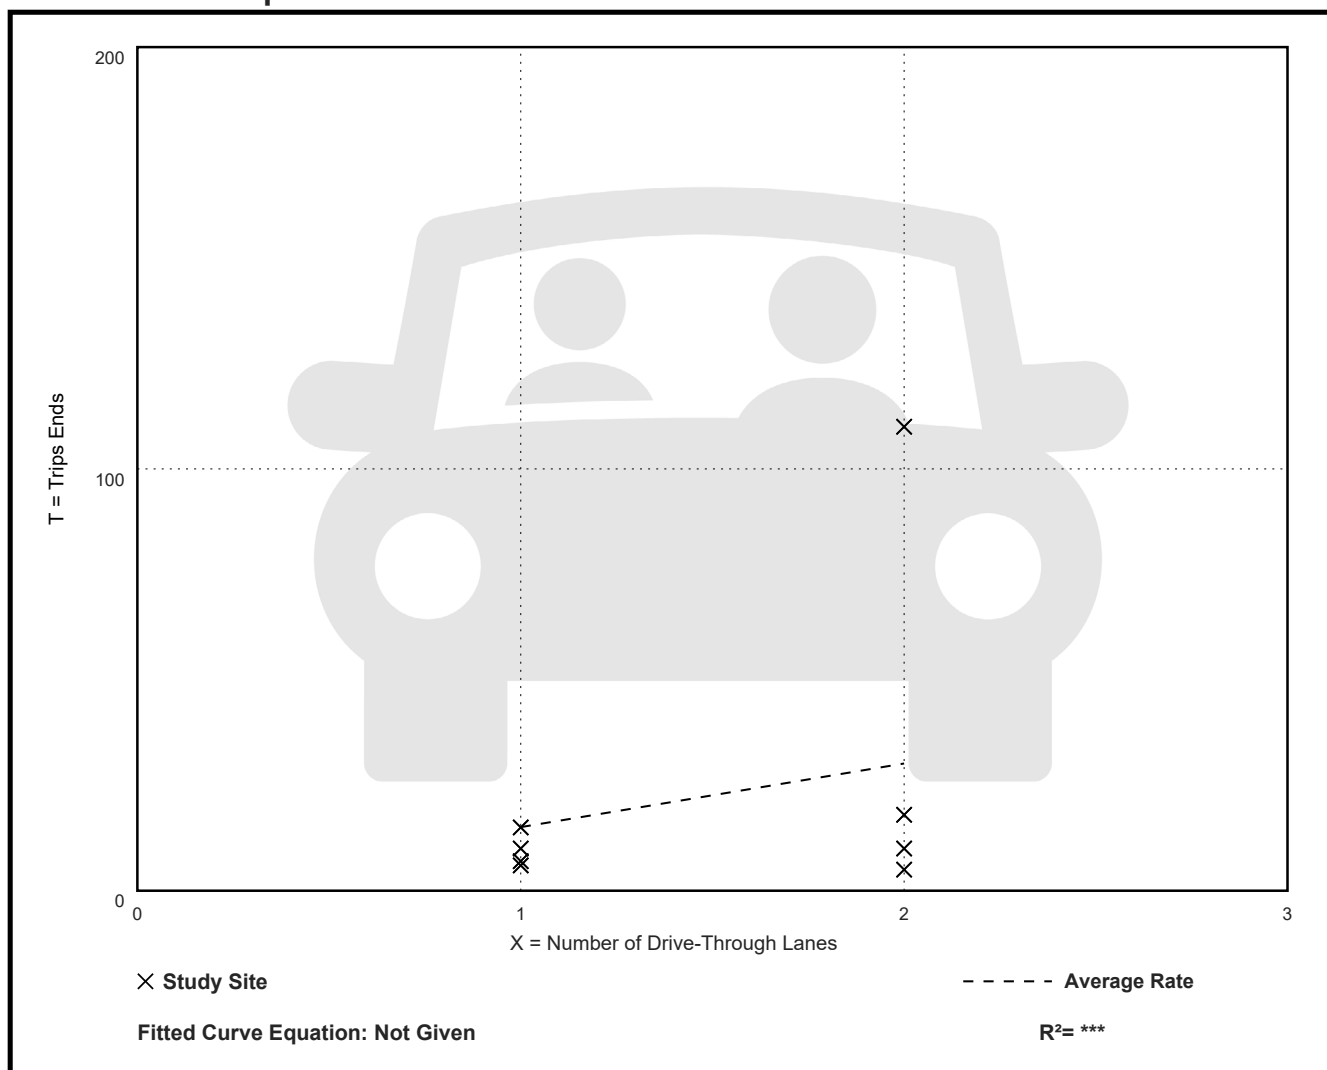 200
100
0
T = Trips Ends
0 1 2 3
X = Number of Drive-Through Lanes
Study Site
Average Rate
Fitted Curve Equation: Not Given
R²= ***